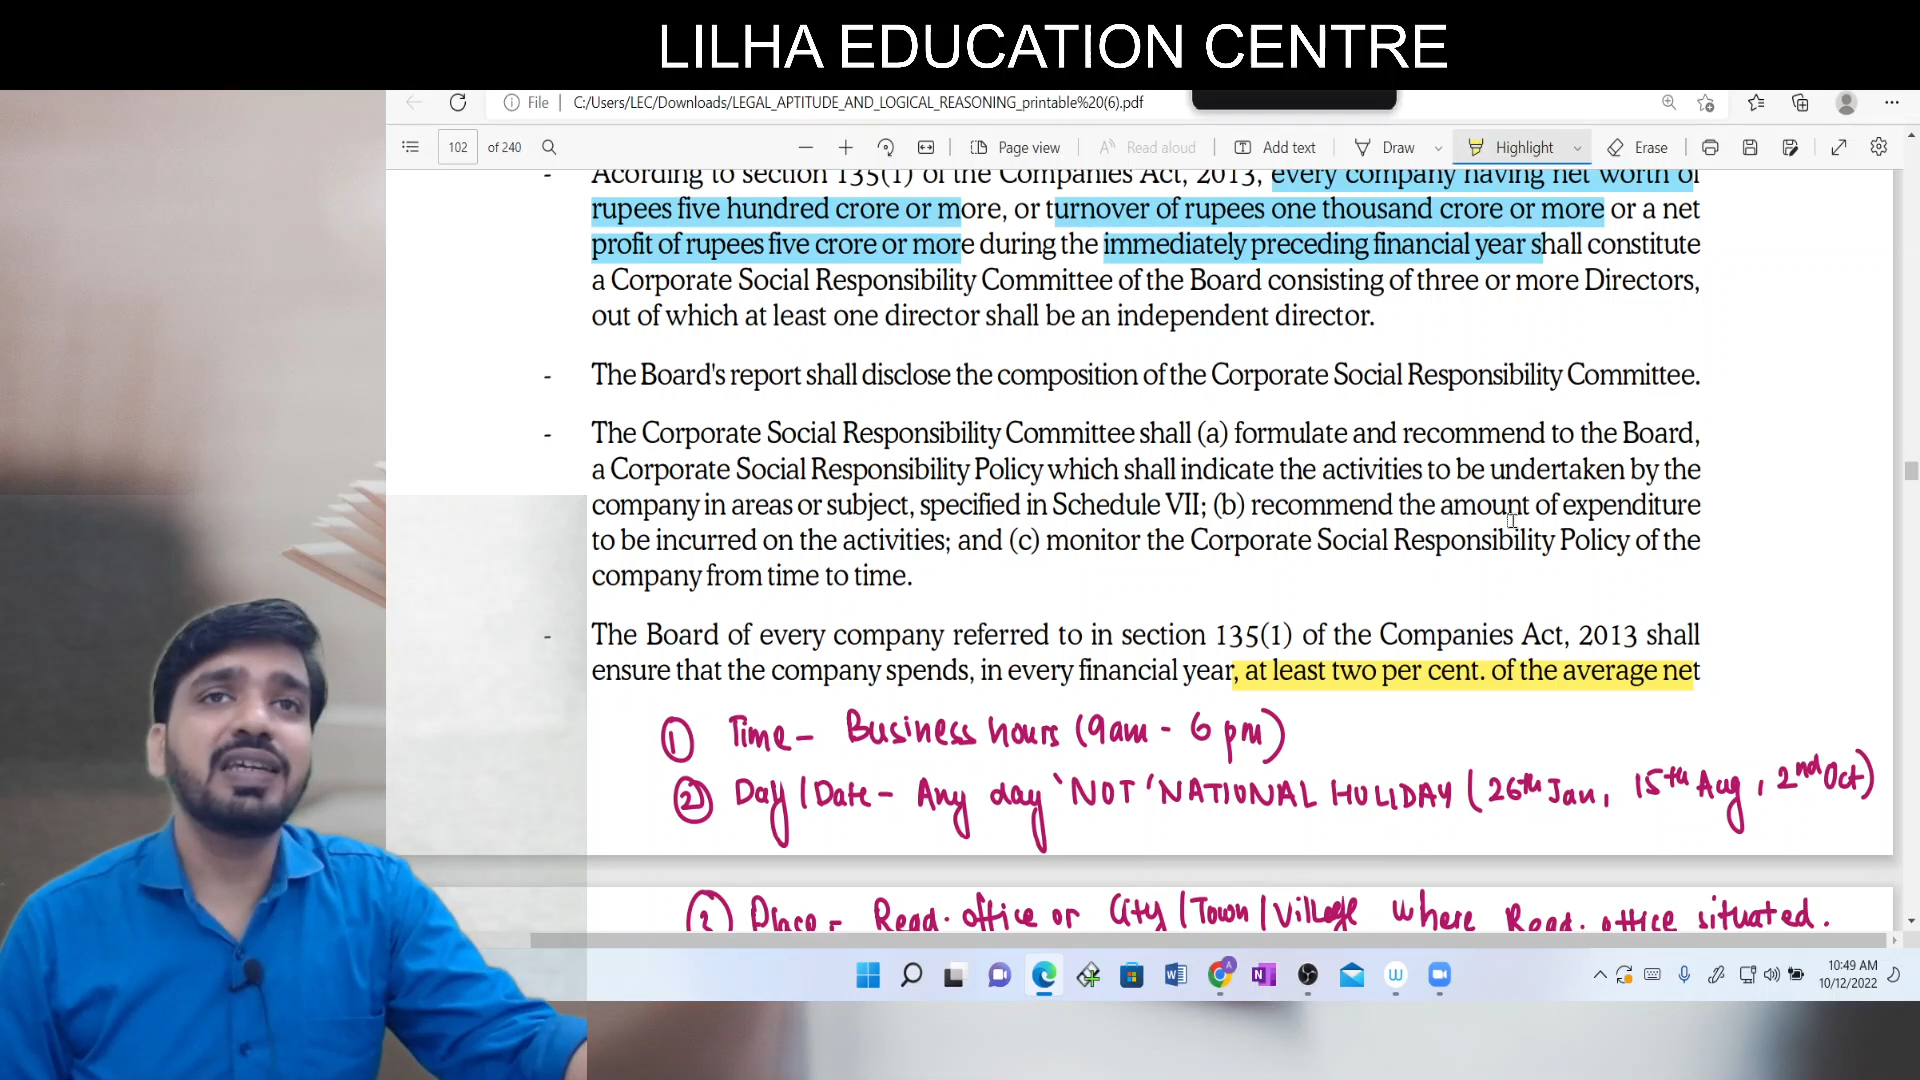 LILHA EDUCATION CENTRE
File | C:/Users/LEC/Downloads/LEGAL_APTITUDE_AND_LOGICAL_REASONING_printable%20(6).pdf
102 of 240 Page view Read aloud Add text Draw Highlight Erase
- Acording to section 135(1) of the Companies Act, 2013, every company having net worth of
rupees five hundred crore or more, or turnover of rupees one thousand crore or more or a net
profit of rupees five crore or more during the immediately preceding financial year shall constitute
a Corporate Social Responsibility Committee of the Board consisting of three or more Directors,
out of which at least one director shall be an independent director.
- The Board's report shall disclose the composition of the Corporate Social Responsibility Committee.
- The Corporate Social Responsibility Committee shall (a) formulate and recommend to the Board,
a Corporate Social Responsibility Policy which shall indicate the activities to be undertaken by the
company in areas or subject, specified in Schedule VII; (b) recommend the amount of expenditure
to be incurred on the activities; and (c) monitor the Corporate Social Responsibility Policy of the
company from time to time.
- The Board of every company referred to in section 135(1) of the Companies Act, 2013 shall
ensure that the company spends, in every financial year, at least two per cent. of the average net
① Time - Business hours (9am - 6 pm)
② Day / Date - Any day 'NOT' NATIONAL HOLIDAY (26th Jan, 15th Aug, 2nd Oct)
③ Place - Regd. office or City / Town / Village where Regd. office situated.
10:49 AM
10/12/2022